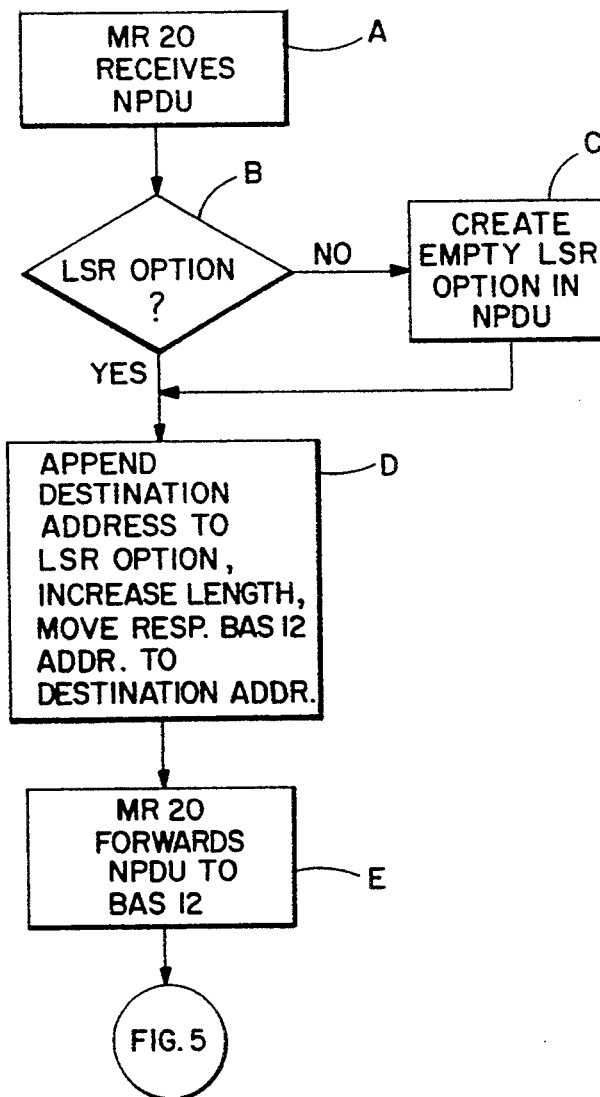 MR 20
RECEIVES
NPDU
A
B
LSR OPTION
?
NO
YES
C
CREATE
EMPTY LSR
OPTION IN
NPDU
APPEND
DESTINATION
ADDRESS TO
LSR OPTION,
INCREASE LENGTH,
MOVE RESP. BAS 12
ADDR. TO
DESTINATION ADDR.
D
MR 20
FORWARDS
NPDU TO
BAS 12
E
FIG. 5